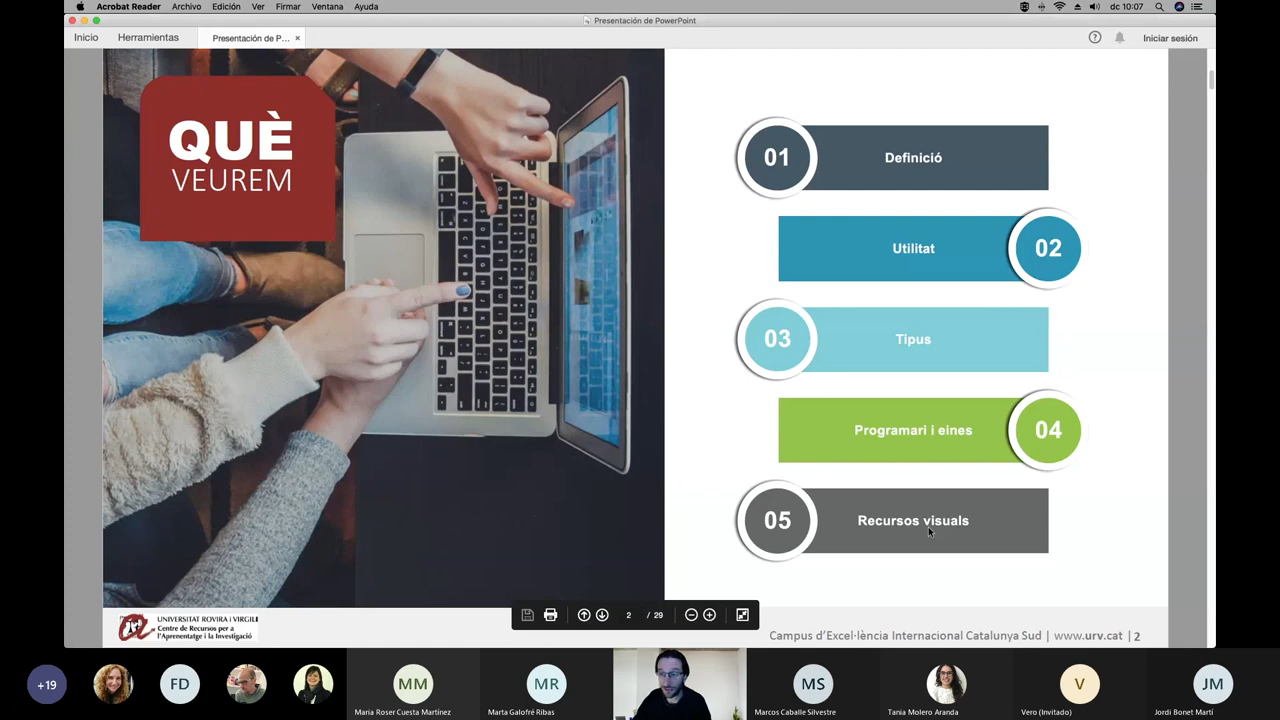 Acrobat Reader Archivo Edición Ver Firmar Ventana Ayuda
dc 10:07
Presentación de PowerPoint
Inicio Herramientas Presentación de P... × Iniciar sesión
QUÈ
VEUREM
01 Definició
Utilitat 02
03 Tipus
Programari i eines 04
05 Recursos visuals
2 / 29
UNIVERSITAT ROVIRA i VIRGILI
Centre de Recursos per a
l'Aprenentatge i la Investigació
Campus d'Excel·lència Internacional Catalunya Sud | www.urv.cat | 2
+19 FD MM MR MS V JM
Maria Roser Cuesta Martínez Marta Galofré Ribas Marcos Caballe Silvestre Tania Molero Aranda Vero (Invitado) Jordi Bonet Martí